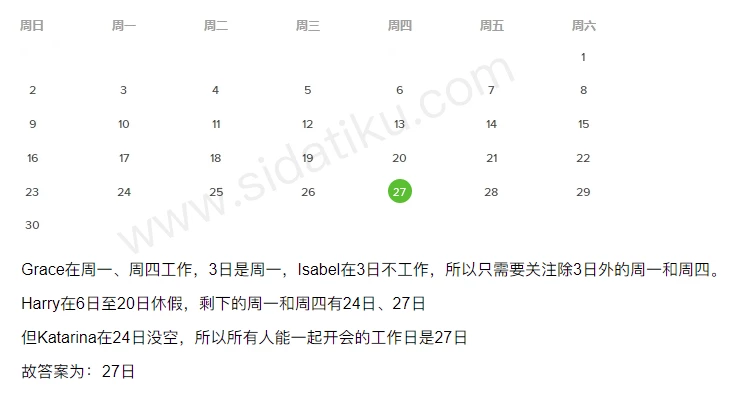 周日 周一 周二 周三 周四 周五 周六
1
2 3 4 5 6 7 8
9 10 11 12 13 14 15
16 17 18 19 20 21 22
23 24 25 26 27 28 29
30
www.sidatiku.com
Grace在周一、周四工作，3日是周一，Isabel在3日不工作，所以只需要关注除3日外的周一和周四。
Harry在6日至20日休假，剩下的周一和周四有24日、27日
但Katarina在24日没空，所以所有人能一起开会的工作日是27日
故答案为：27日